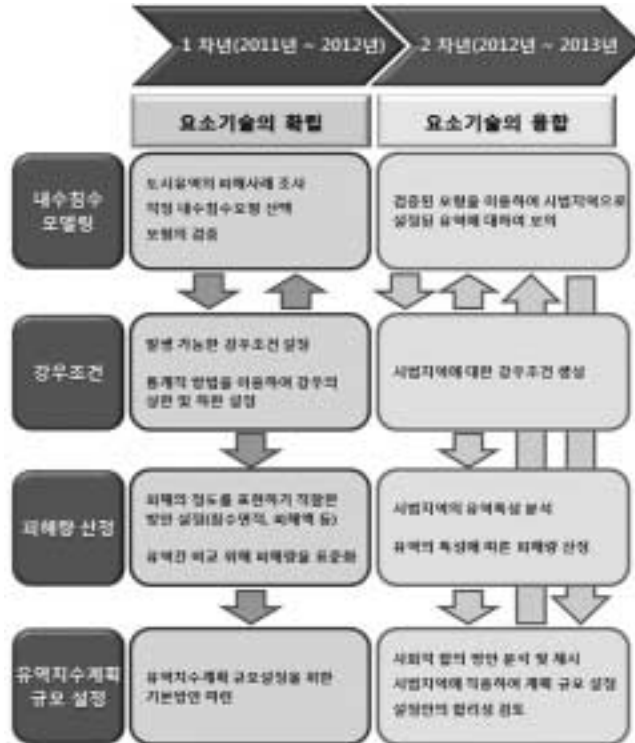 1 차년(2011년 ~ 2012년)
2 차년(2012년 ~ 2013년
요소기술의 확립
요소기술의 융합
내수침수
모델링
도시유역의 피해사례 조사
적정 내수침수모형 선택
모형의 검증
검증된 모형을 이용하여 시범지역으로
설정된 유역에 대하여 모의
강우조건
발생 가능한 강우조건 설정
통계적 방법을 이용하여 강우의
상한 및 하한 설정
시범지역에 대한 강우조건 생성
피해량 산정
피해의 정도를 표현하기 적합한
방안 설정(침수면적, 피해액 등)
유역간 비교 위해 피해량을 표준화
시범지역의 유역특성 분석
유역의 특성에 따른 피해량 산정
유역치수계획
규모 설정
유역치수계획 규모설정을 위한
기본방안 마련
사회적 합의 방안 분석 및 제시
시범지역에 적용하여 계획 규모 설정
설정안의 합리성 검토